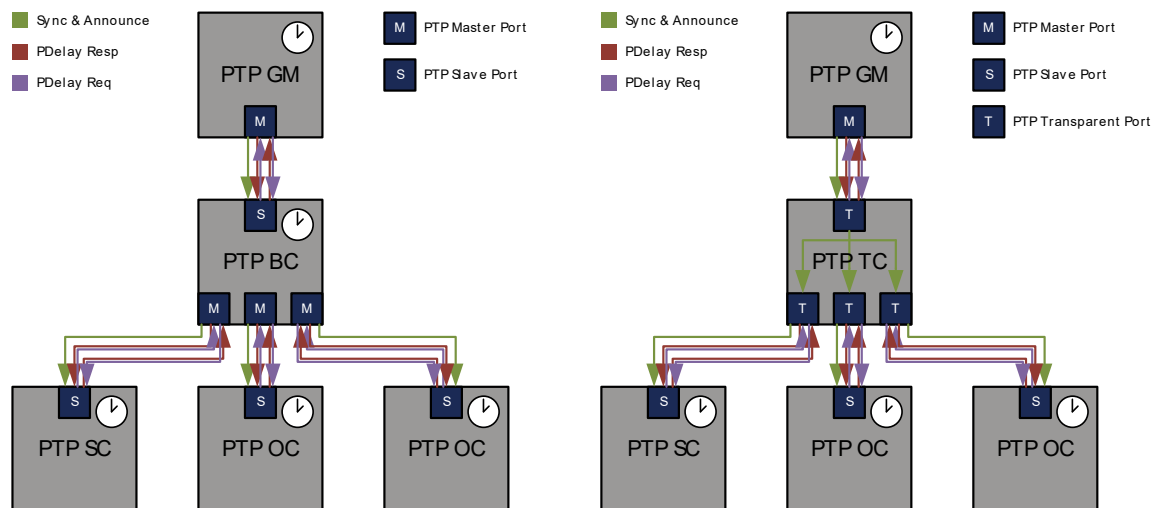 Sync & Announce
PDelay Resp
PDelay Req
PTP GM
M
M
PTP Master Port
S
PTP Slave Port
S
PTP BC
M
M
M
S
PTP SC
S
PTP OC
S
PTP OC
Sync & Announce
PDelay Resp
PDelay Req
PTP GM
M
M
PTP Master Port
S
PTP Slave Port
T
PTP Transparent Port
T
PTP TC
T
T
T
S
PTP SC
S
PTP OC
S
PTP OC